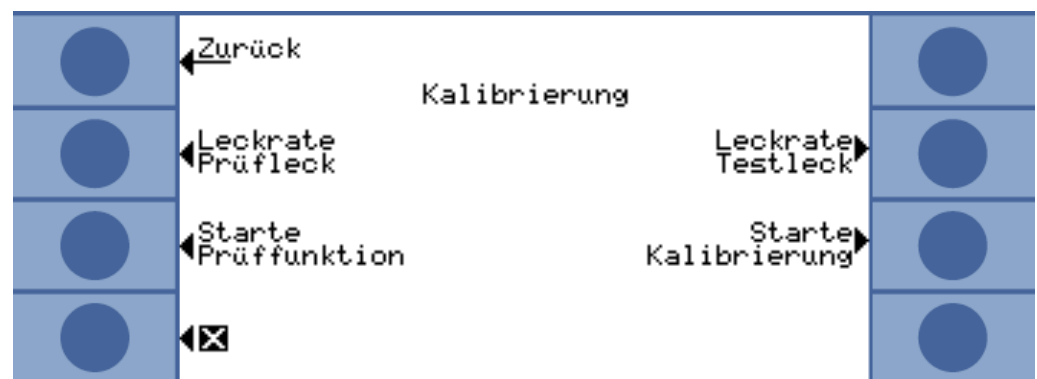 Zurück
Kalibrierung
Leckrate
Prüfleck
Leckrate
Testleck
Starte
Prüffunktion
Starte
Kalibrierung